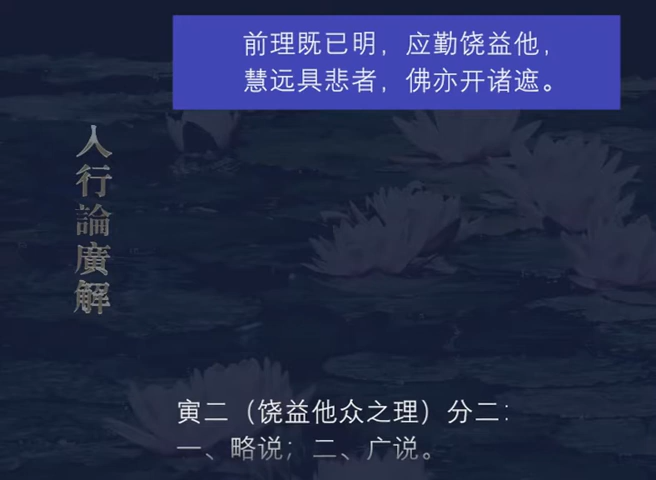 前理既已明，应勤饶益他，
慧远具悲者，佛亦开诸遮。
入行論廣解
寅二（饶益他众之理）分二：
一、略说；二、广说。